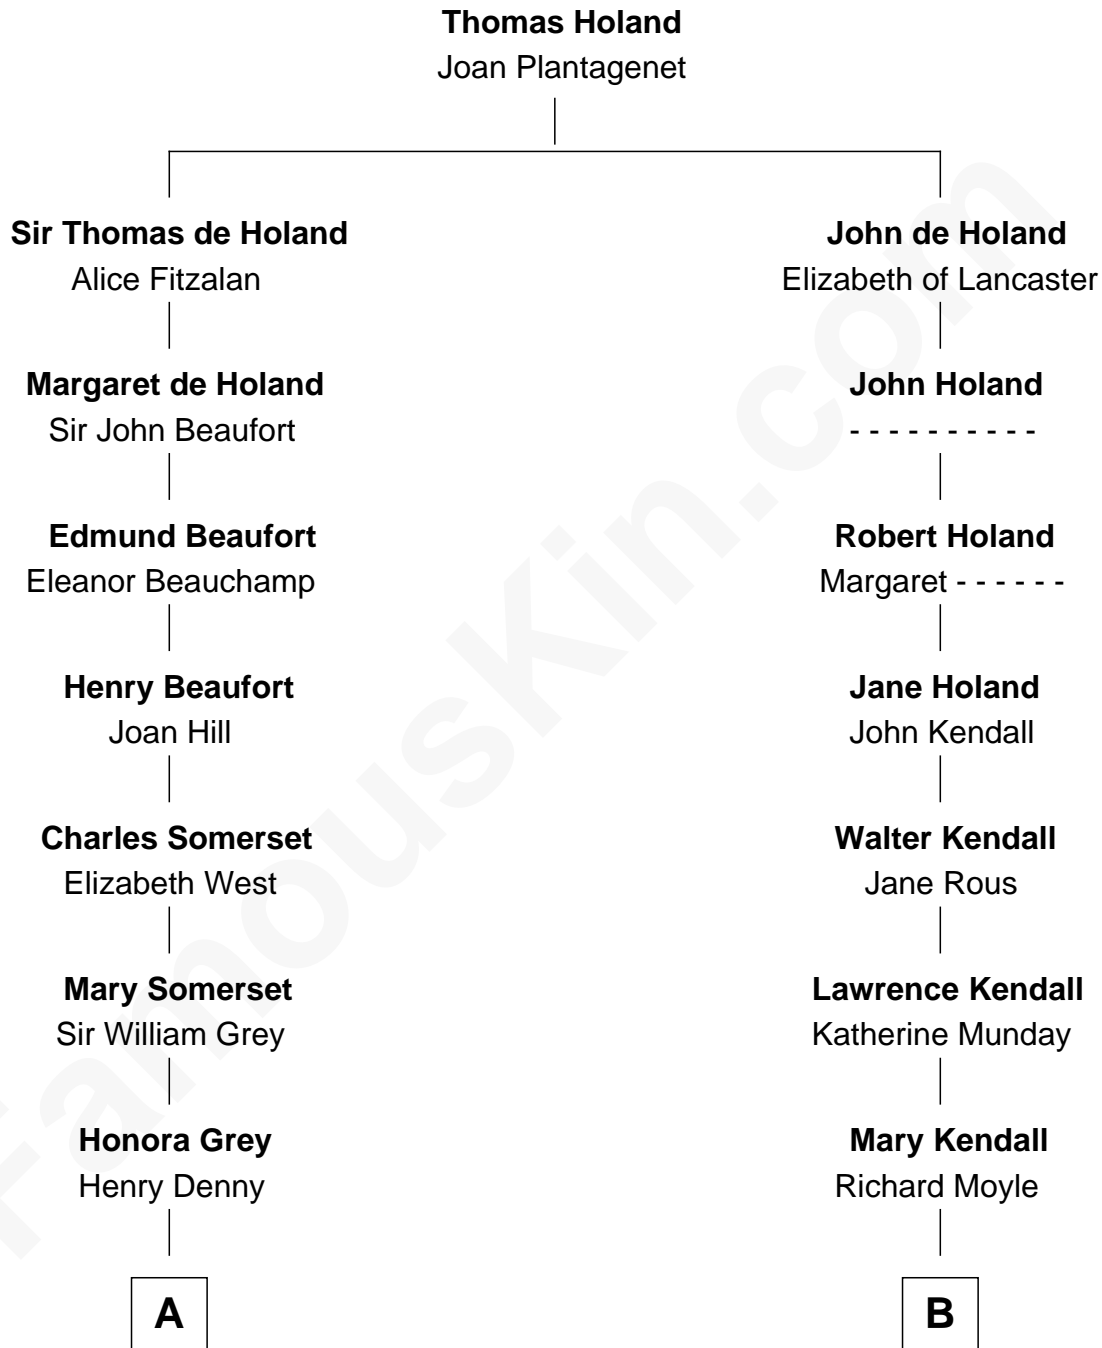 Thomas Holand
Joan Plantagenet
Sir Thomas de Holand
Alice Fitzalan
John de Holand
Elizabeth of Lancaster
Margaret de Holand
Sir John Beaufort
John Holand
- - - - - - - - - -
Edmund Beaufort
Eleanor Beauchamp
Robert Holand
Margaret - - - - - -
Henry Beaufort
Joan Hill
Jane Holand
John Kendall
Charles Somerset
Elizabeth West
Walter Kendall
Jane Rous
Mary Somerset
Sir William Grey
Lawrence Kendall
Katherine Munday
Honora Grey
Henry Denny
Mary Kendall
Richard Moyle
A
B
FamousKin.com